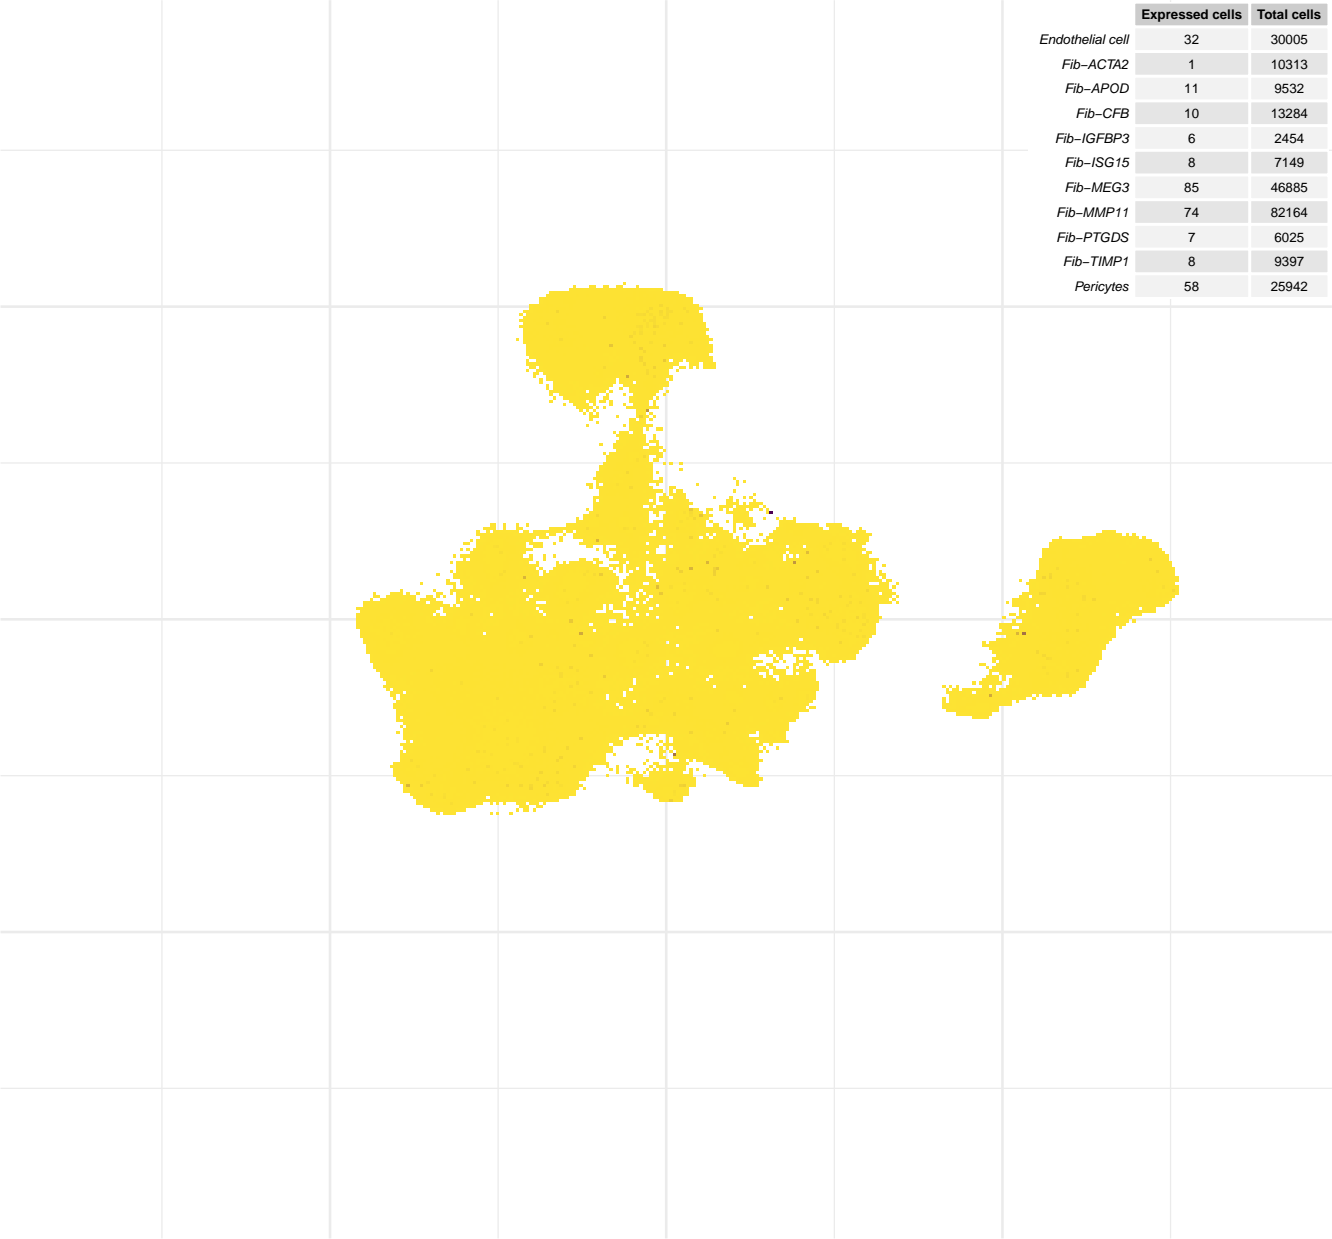 Expressed cells Total cells
Endothelial cell 32 30005
Fib−ACTA2 1 10313
Fib−APOD 11 9532
Fib−CFB 10 13284
Fib−IGFBP3 6 2454
Fib−ISG15 8 7149
Fib−MEG3 85 46885
Fib−MMP11 74 82164
Fib−PTGDS 7 6025
Fib−TIMP1 8 9397
Pericytes 58 25942